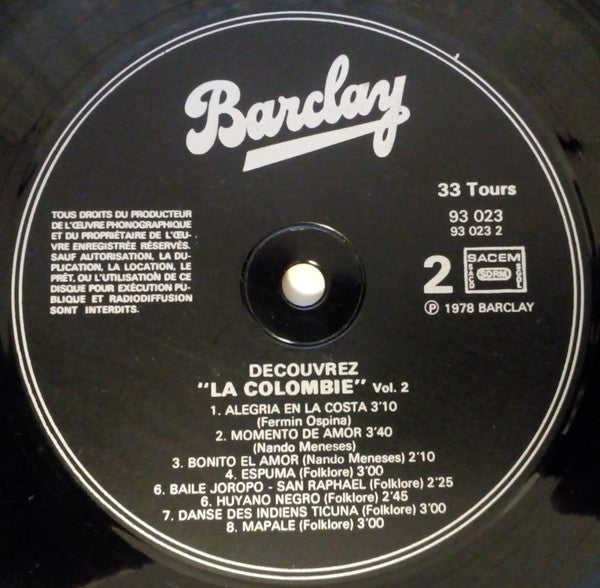 Barclay
33 Tours
93 023
93 023 2
2
SACEM
SACD
SDRM
SGDL
Ⓟ 1978 BARCLAY
TOUS DROITS DU PRODUCTEUR
DE L'ŒUVRE PHONOGRAPHIQUE
ET DU PROPRIÉTAIRE DE L'ŒU-
VRE ENREGISTRÉE RÉSERVÉS.
SAUF AUTORISATION, LA DU-
PLICATION, LA LOCATION, LE
PRÊT, OU L'UTILISATION DE CE
DISQUE POUR EXÉCUTION PU-
BLIQUE ET RADIODIFFUSION
SONT INTERDITS.
DECOUVREZ
"LA COLOMBIE" Vol. 2
1. ALEGRIA EN LA COSTA 3'10
(Fermin Ospina)
2. MOMENTO DE AMOR 3'40
(Nando Meneses)
3. BONITO EL AMOR (Nando Meneses) 2'10
4. ESPUMA (Folklore) 3'00
6. BAILE JOROPO - SAN RAPHAEL (Folklore) 2'25
6. HUYANO NEGRO (Folklore) 2'45
7. DANSE DES INDIENS TICUNA (Folklore) 3'00
8. MAPALE (Folklore) 3'00